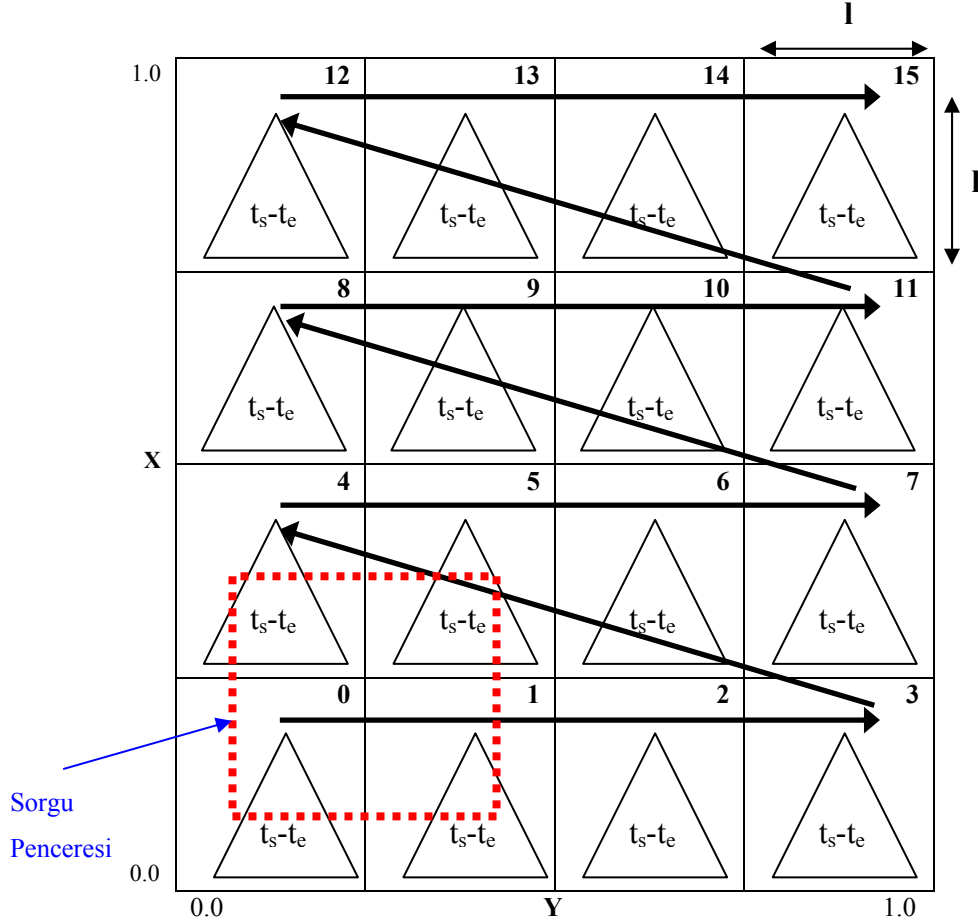 l
1.0 12 13 14 15
l
ts-te ts-te ts-te ts-te
8 9 10 11
ts-te ts-te ts-te ts-te
X
4 5 6 7
ts-te ts-te ts-te ts-te
0 1 2 3
Sorgu
Penceresi
ts-te ts-te ts-te ts-te
0.0
0.0 Y 1.0